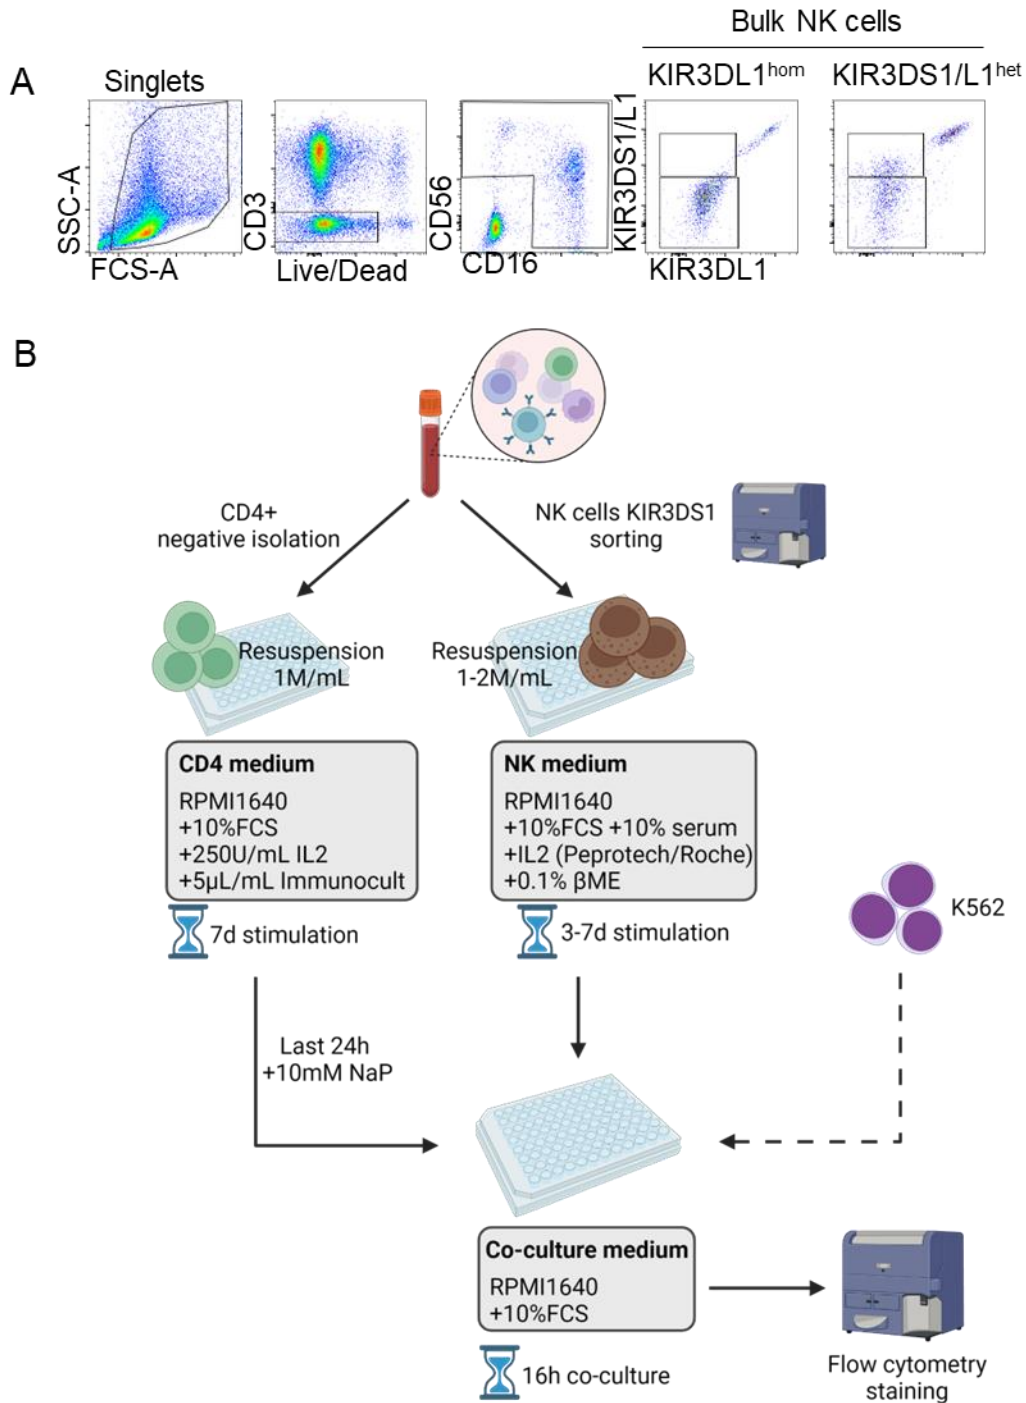 Bulk NK cells
A
Singlets
KIR3DL1hom
KIR3DS1/L1het
SSC-A
FCS-A
CD3
Live/Dead
CD56
CD16
KIR3DS1/L1
KIR3DL1
B
CD4+
negative isolation
NK cells KIR3DS1
sorting
Resuspension
1M/mL
Resuspension
1-2M/mL
CD4 medium
RPMI1640
+10%FCS
+250U/mL IL2
+5µL/mL Immunocult
NK medium
RPMI1640
+10%FCS +10% serum
+IL2 (Peprotech/Roche)
+0.1% βME
7d stimulation
3-7d stimulation
K562
Last 24h
+10mM NaP
Co-culture medium
RPMI1640
+10%FCS
16h co-culture
Flow cytometry
staining